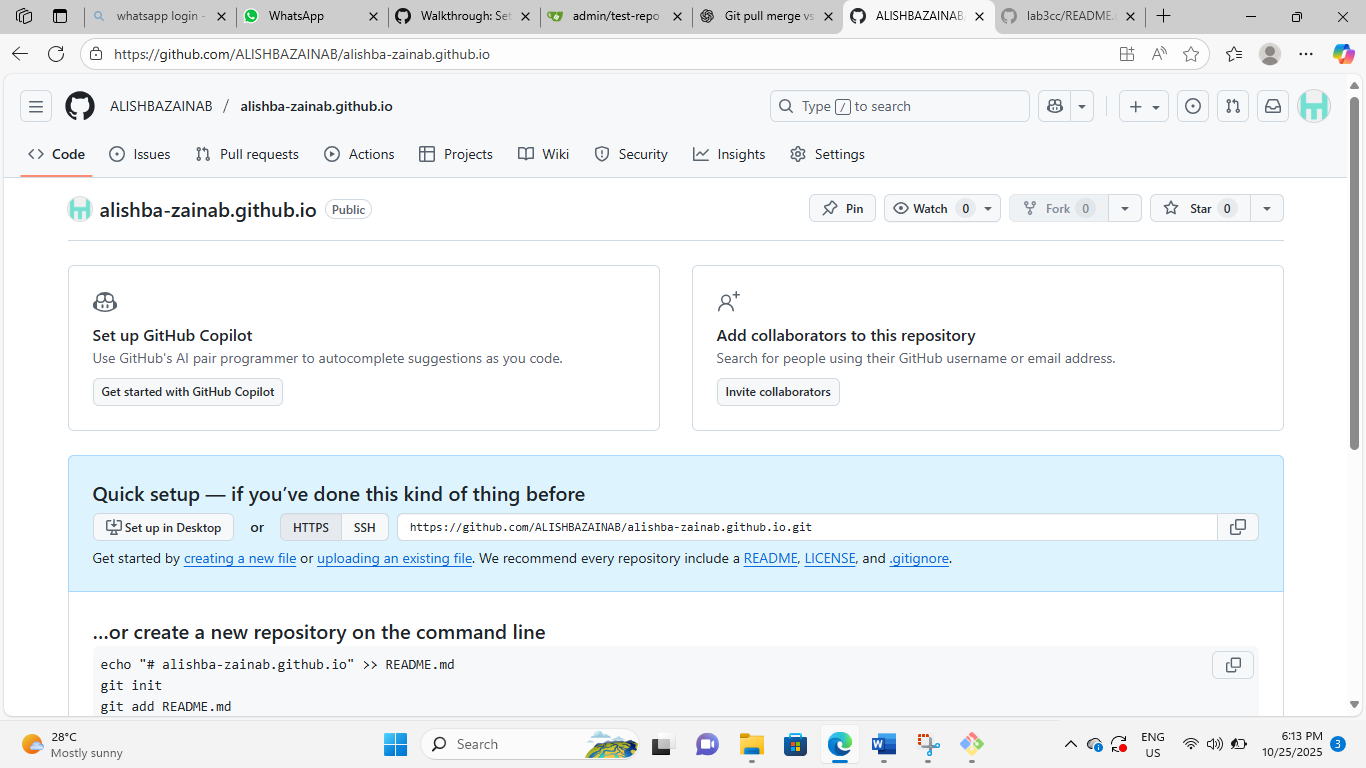 whatsapp login -
WhatsApp
Walkthrough: Set
admin/test-repo
Git pull merge vs
ALISHBAZAINAB/
lab3cc/README.
https://github.com/ALISHBAZAINAB/alishba-zainab.github.io
ALISHBAZAINAB / alishba-zainab.github.io
Type / to search
Code Issues Pull requests Actions Projects Wiki Security Insights Settings
alishba-zainab.github.io Public
Pin Watch 0 Fork 0 Star 0
Set up GitHub Copilot
Use GitHub's AI pair programmer to autocomplete suggestions as you code.
Get started with GitHub Copilot
Add collaborators to this repository
Search for people using their GitHub username or email address.
Invite collaborators
Quick setup — if you've done this kind of thing before
Set up in Desktop or HTTPS SSH https://github.com/ALISHBAZAINAB/alishba-zainab.github.io.git
Get started by creating a new file or uploading an existing file. We recommend every repository include a README, LICENSE, and .gitignore.
…or create a new repository on the command line
echo "# alishba-zainab.github.io" >> README.md
git init
git add README.md
28°C
Mostly sunny
Search
ENG
US
6:13 PM
10/25/2025
3